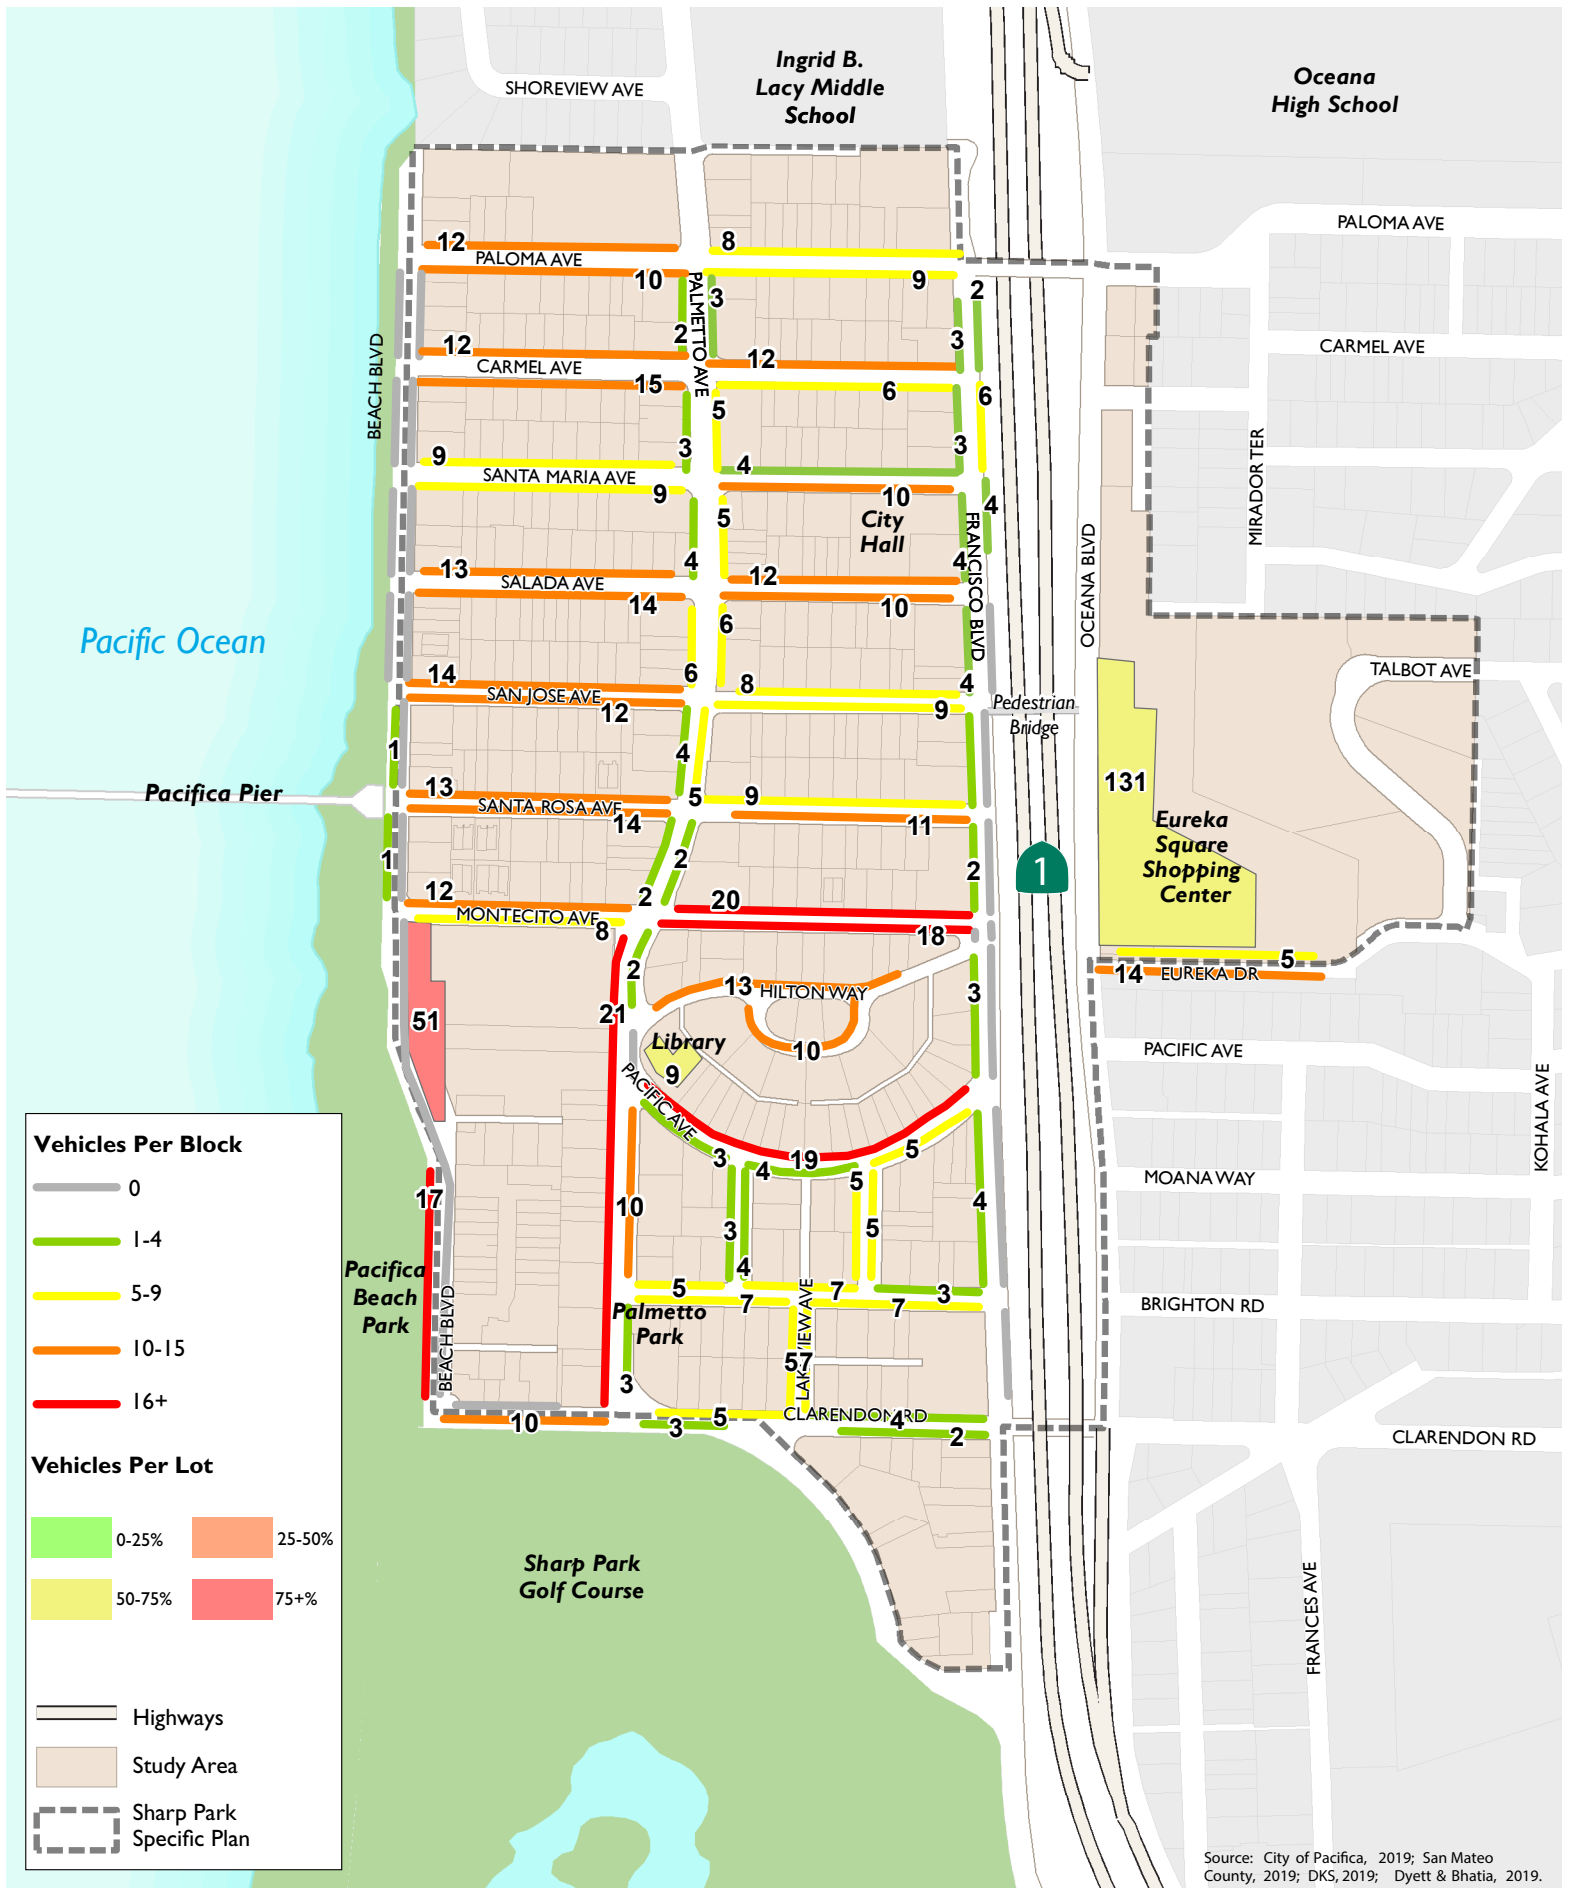 Ingrid B.
Lacy Middle
School
Oceana
High School
SHOREVIEW AVE
PALOMA AVE
12
8
PALOMA AVE
10
9
2
3
PALMETTO AVE
2
3
12
12
CARMEL AVE
CARMEL AVE
BEACH BLVD
15
6
6
5
3
3
9
4
SANTA MARIA AVE
9
10
4
MIRADOR TER
City
Hall
5
FRANCISCO BLVD
OCEANA BLVD
4
4
13
12
SALADA AVE
14
10
6
Pacific Ocean
14
6
8
4
TALBOT AVE
SAN JOSE AVE
12
9
Pedestrian
Bridge
1
4
131
Pacifica Pier
13
5
9
SANTA ROSA AVE
14
11
Eureka
Square
Shopping
Center
1
2
2
1
12
2
20
MONTECITO AVE
8
18
2
5
14
EUREKA DR
13
HILTON WAY
3
51
21
Library
9
10
PACIFIC AVE
PACIFIC AVE
KOHALA AVE
Vehicles Per Block
0
1-4
5-9
10-15
16+
Vehicles Per Lot
0-25%
25-50%
50-75%
75+%
Highways
Study Area
Sharp Park
Specific Plan
3
4
19
5
5
MOANA WAY
17
10
3
5
4
4
Pacifica
Beach
Park
BEACH BLVD
5
7
7
3
7
BRIGHTON RD
Palmetto
Park
LAKEVIEW AVE
57
3
10
3
5
CLARENDON RD
4
2
CLARENDON RD
Sharp Park
Golf Course
FRANCES AVE
Source: City of Pacifica, 2019; San Mateo
County, 2019; DKS, 2019; Dyett & Bhatia, 2019.